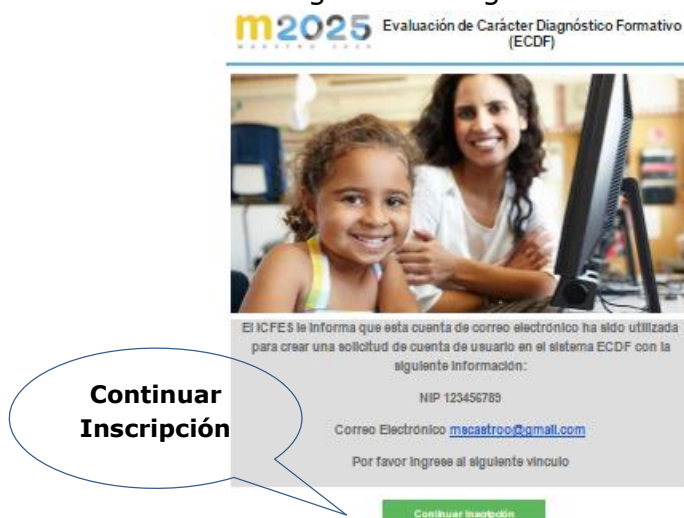 m2025
MAESTRO 2025
Evaluación de Carácter Diagnóstico Formativo
(ECDF)
El ICFES le informa que esta cuenta de correo electrónico ha sido utilizada
para crear una solicitud de cuenta de usuario en el sistema ECDF con la
siguiente información:
NIP 123456789
Correo Electrónico mscastroo@gmail.com
Por favor ingrese al siguiente vinculo
Continuar
Inscripción
Continuar Inscripción